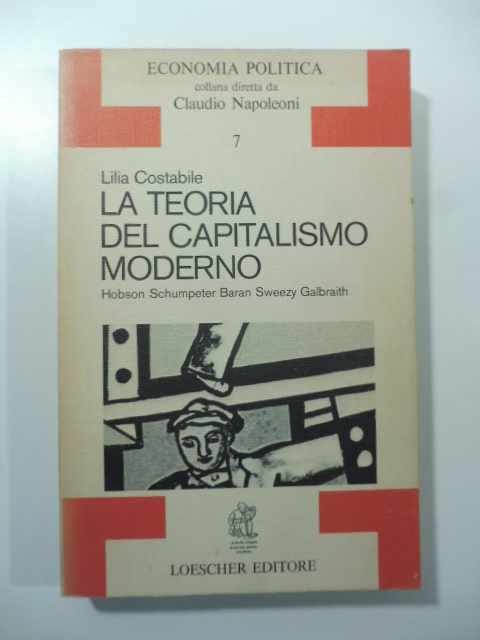 ECONOMIA POLITICA
collana diretta da
Claudio Napoleoni
7
Lilia Costabile
LA TEORIA
DEL CAPITALISMO
MODERNO
Hobson Schumpeter Baran Sweezy Galbraith
LOESCHER EDITORE